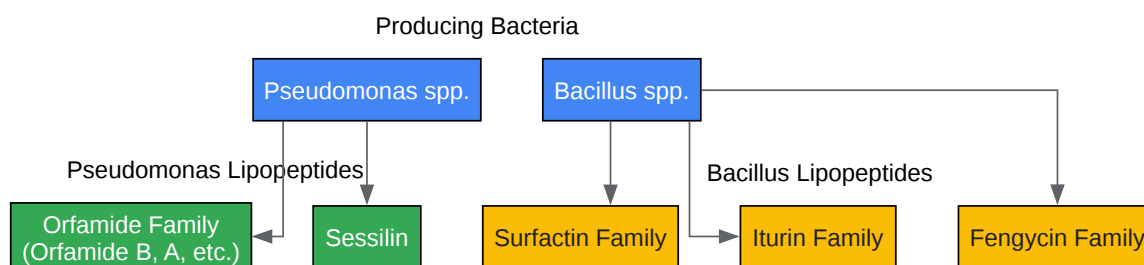 Producing Bacteria
Pseudomonas spp.
Bacillus spp.
Pseudomonas Lipopeptides
Bacillus Lipopeptides
Orfamide Family
(Orfamide B, A, etc.)
Sessilin
Surfactin Family
Iturin Family
Fengycin Family